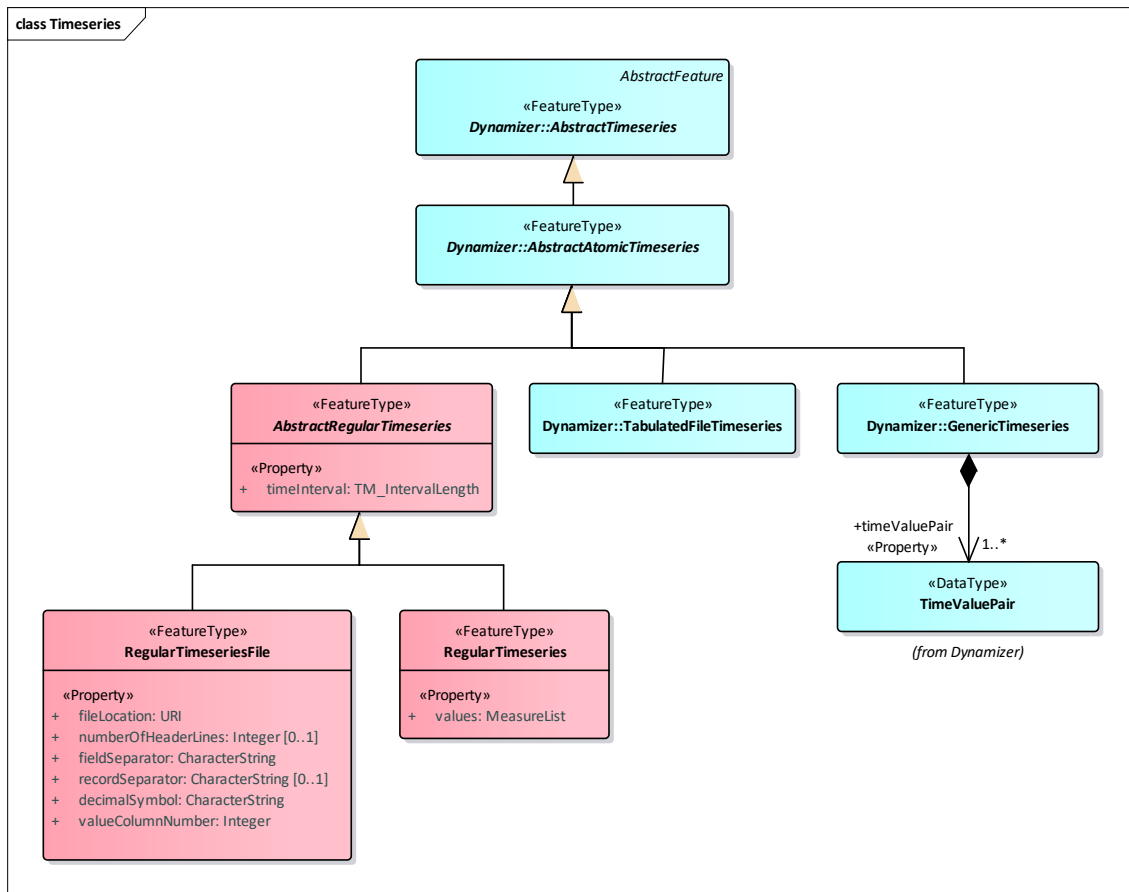 class Timeseries
AbstractFeature
«FeatureType»
Dynamizer::AbstractTimeseries
«FeatureType»
Dynamizer::AbstractAtomicTimeseries
«FeatureType»
AbstractRegularTimeseries
«Property»
+ timeInterval: TM_IntervalLength
«FeatureType»
Dynamizer::TabulatedFileTimeseries
«FeatureType»
Dynamizer::GenericTimeseries
+timeValuePair
«Property»
1..*
«DataType»
TimeValuePair
(from Dynamizer)
«FeatureType»
RegularTimeseriesFile
«Property»
+ fileLocation: URI
+ numberOfHeaderLines: Integer [0..1]
+ fieldSeparator: CharacterString
+ recordSeparator: CharacterString [0..1]
+ decimalSymbol: CharacterString
+ valueColumnNumber: Integer
«FeatureType»
RegularTimeseries
«Property»
+ values: MeasureList